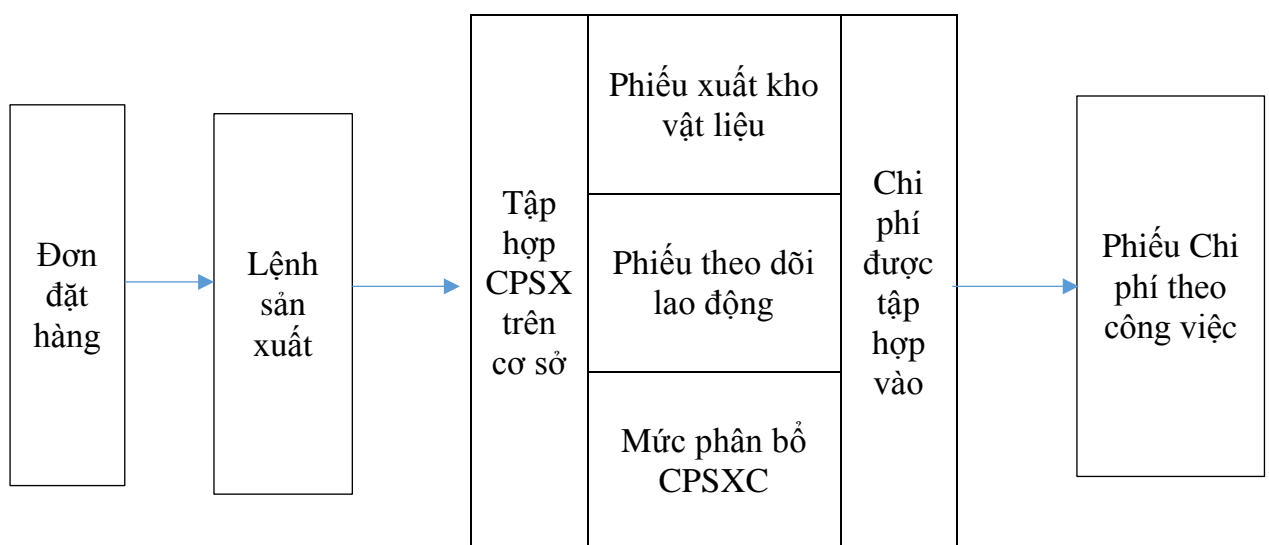 Đơn
đặt
hàng
Lệnh
sản
xuất
Tập
hợp
CPSX
trên
cơ sở
Phiếu xuất kho
vật liệu
Phiếu theo dõi
lao động
Mức phân bổ
CPSXC
Chi
phí
được
tập
hợp
vào
Phiếu Chi
phí theo
công việc